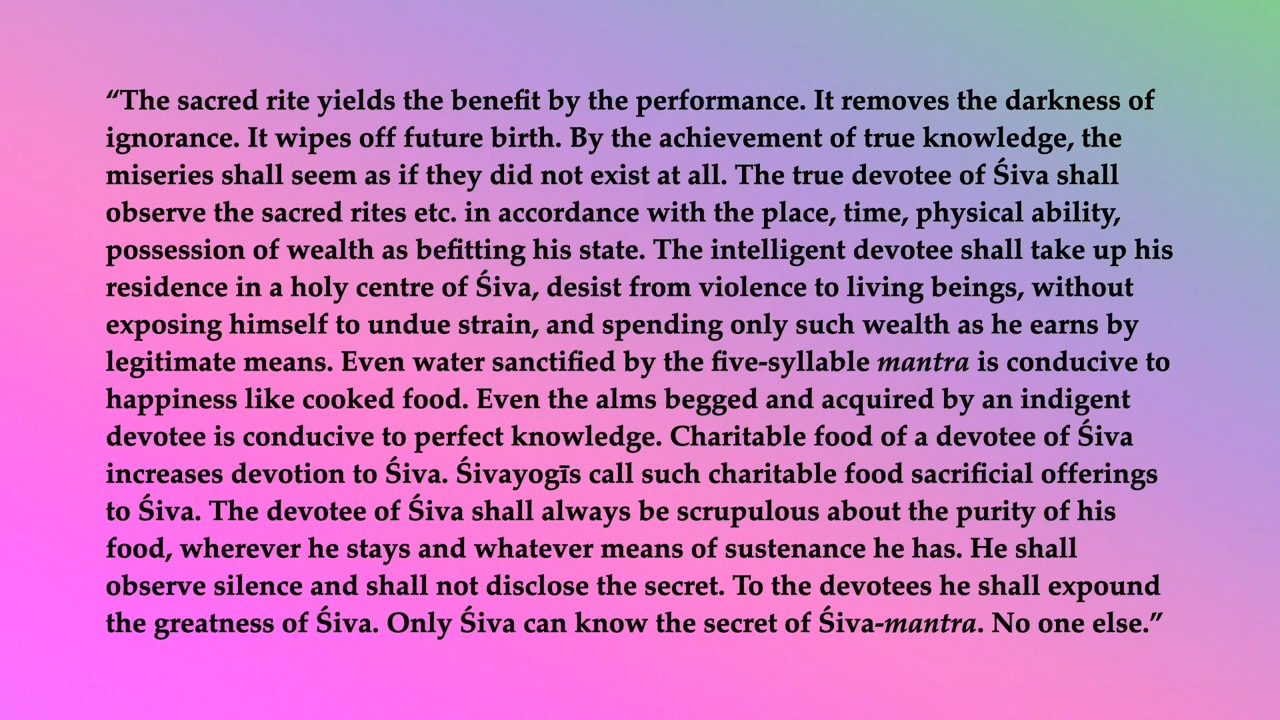 “The sacred rite yields the benefit by the performance. It removes the darkness of
ignorance. It wipes off future birth. By the achievement of true knowledge, the
miseries shall seem as if they did not exist at all. The true devotee of Śiva shall
observe the sacred rites etc. in accordance with the place, time, physical ability,
possession of wealth as befitting his state. The intelligent devotee shall take up his
residence in a holy centre of Śiva, desist from violence to living beings, without
exposing himself to undue strain, and spending only such wealth as he earns by
legitimate means. Even water sanctified by the five-syllable mantra is conducive to
happiness like cooked food. Even the alms begged and acquired by an indigent
devotee is conducive to perfect knowledge. Charitable food of a devotee of Śiva
increases devotion to Śiva. Śivayogīs call such charitable food sacrificial offerings
to Śiva. The devotee of Śiva shall always be scrupulous about the purity of his
food, wherever he stays and whatever means of sustenance he has. He shall
observe silence and shall not disclose the secret. To the devotees he shall expound
the greatness of Śiva. Only Śiva can know the secret of Śiva-mantra. No one else.”